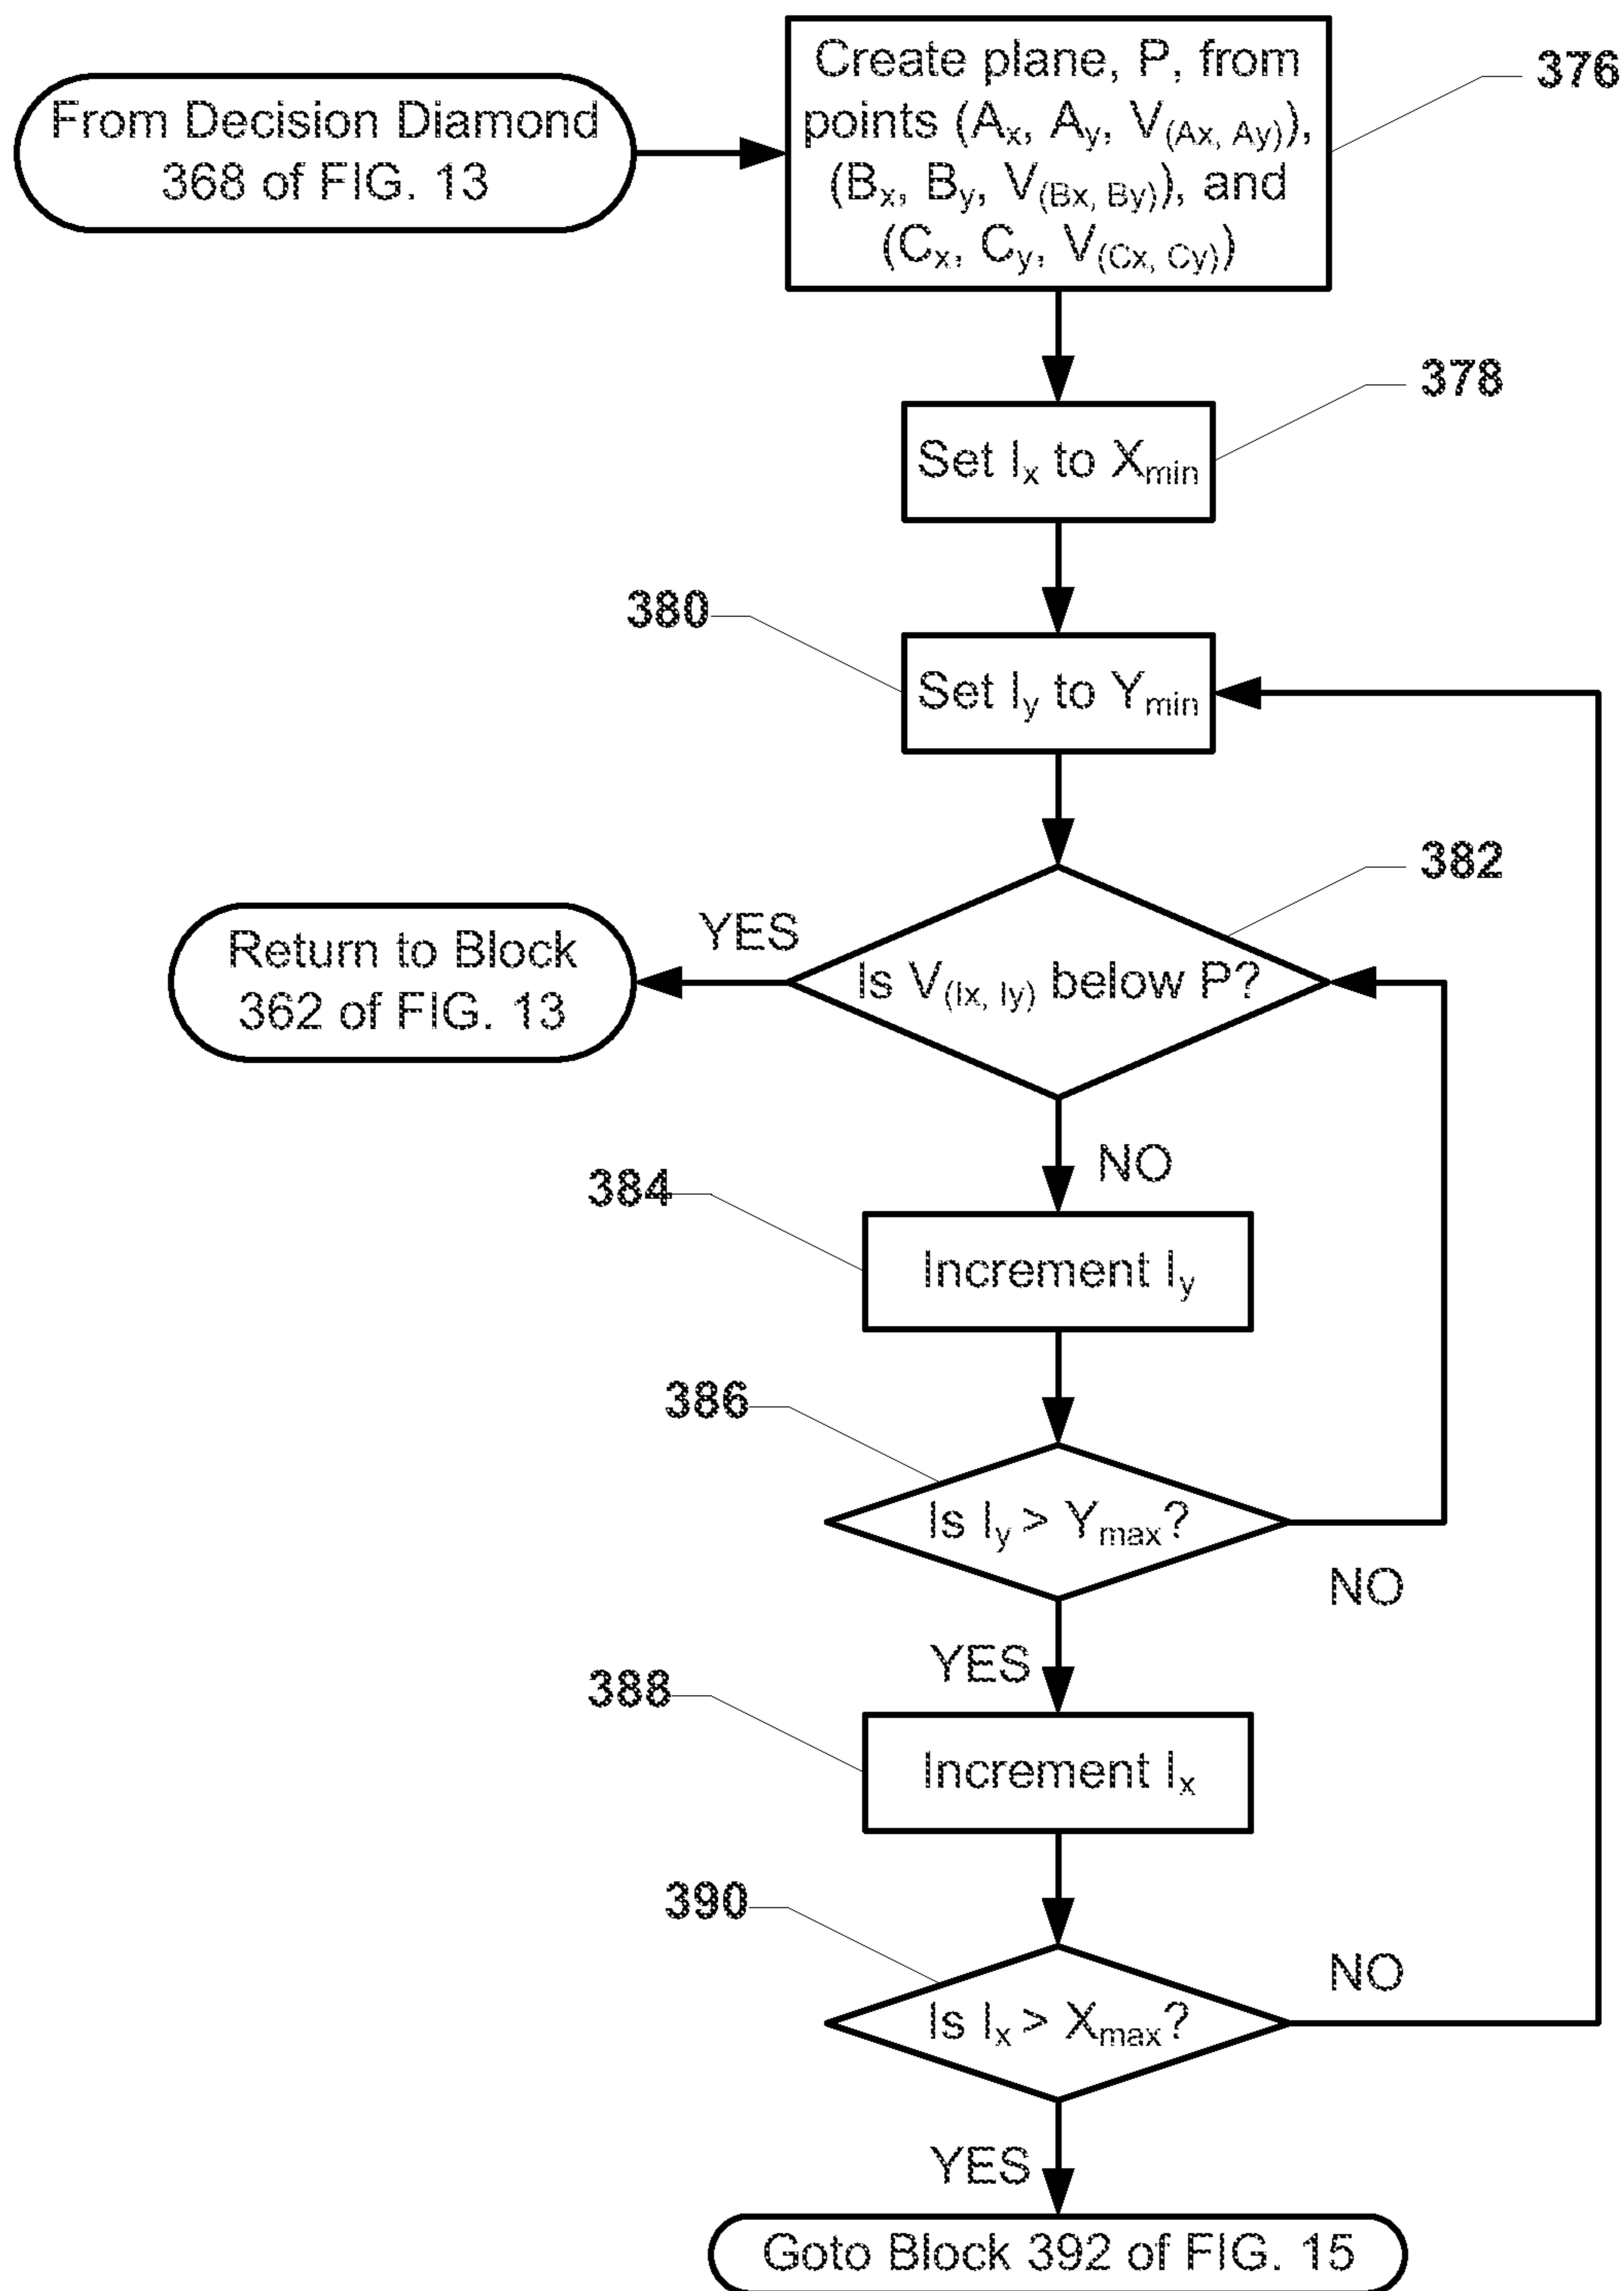 From Decision Diamond
368 of FIG. 13
Create plane, P, from
points (Ax, Ay, V(Ax, Ay)),
(Bx, By, V(Bx, By)), and
(Cx, Cy, V(Cx, Cy))
376
378
Set Ix to Xmin
380
Set Iy to Ymin
382
YES
Return to Block
362 of FIG. 13
Is V(Ix, Iy) below P?
NO
384
Increment Iy
386
Is Iy > Ymax?
NO
YES
388
Increment Ix
390
NO
Is Ix > Xmax?
YES
Goto Block 392 of FIG. 15